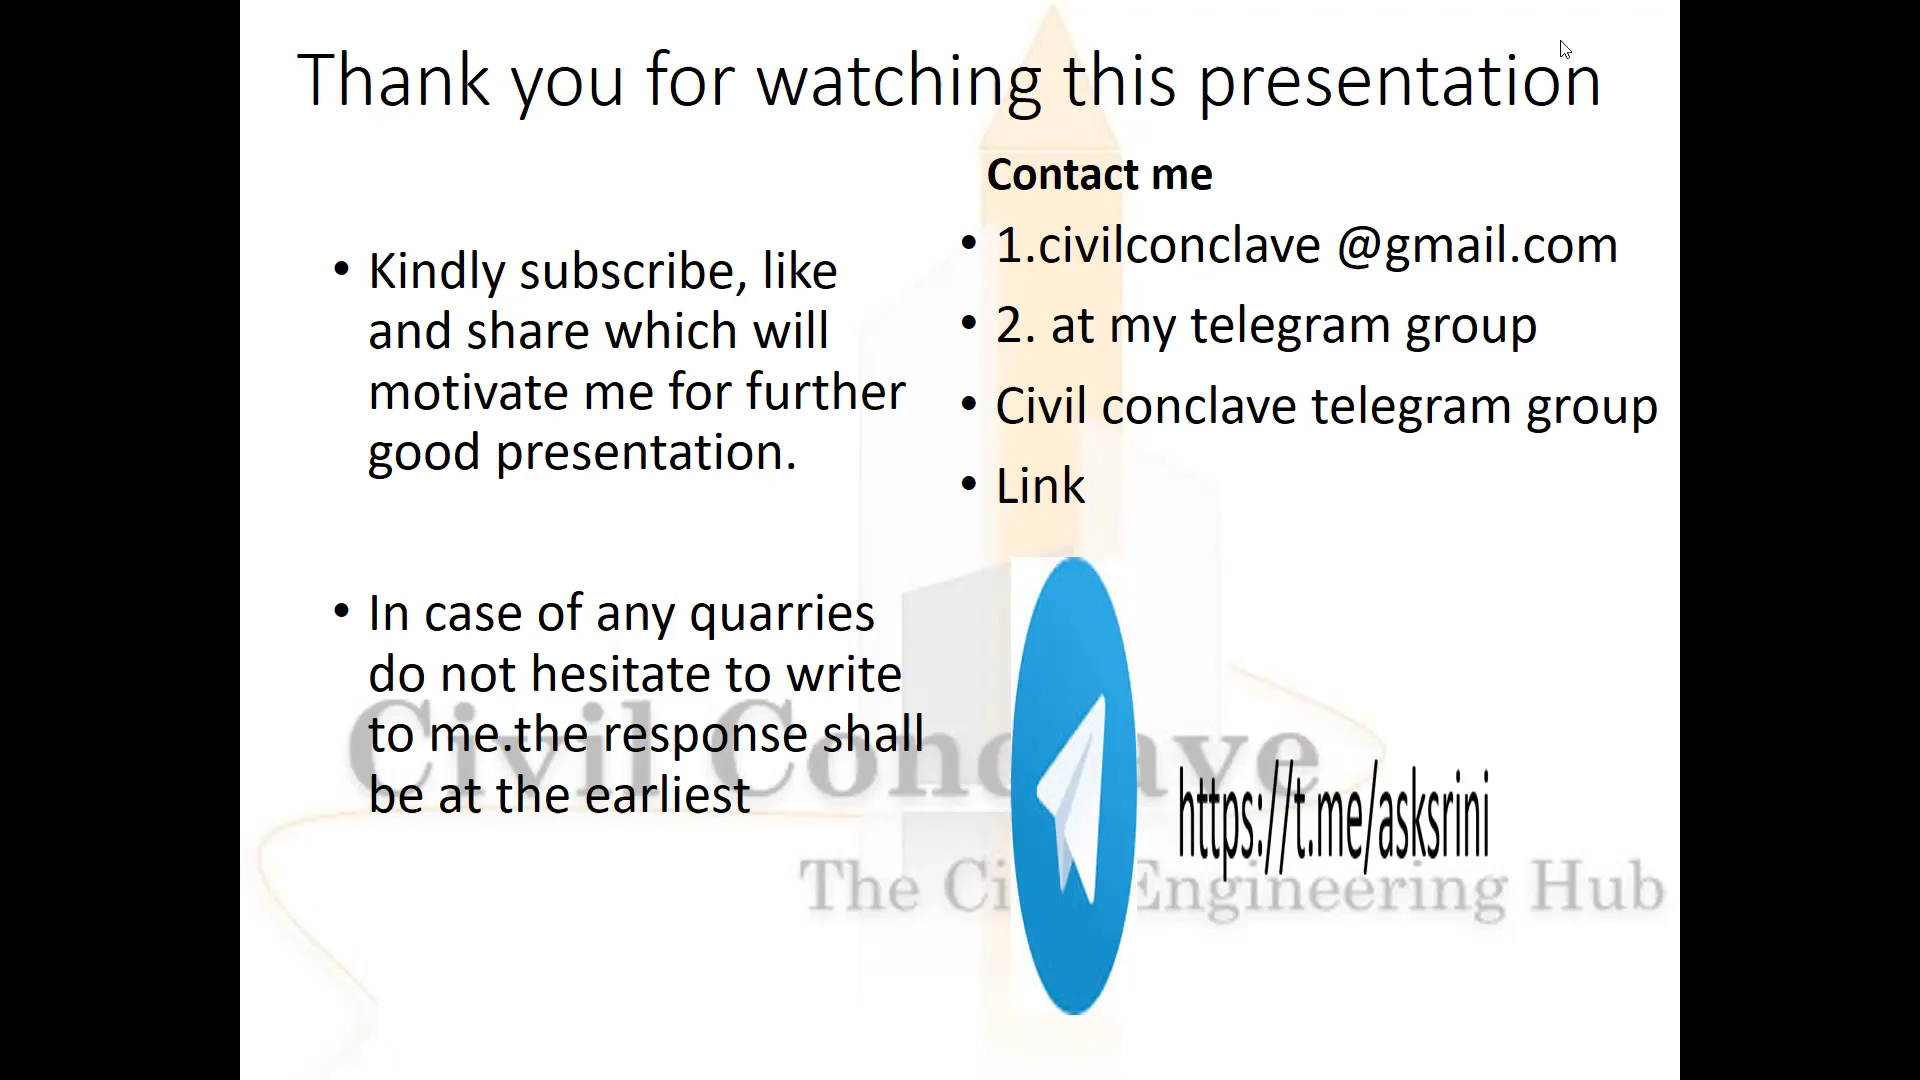 Thank you for watching this presentation
• Kindly subscribe, like
and share which will
motivate me for further
good presentation.
• In case of any quarries
do not hesitate to write
to me.the response shall
be at the earliest
Contact me
• 1.civilconclave @gmail.com
• 2. at my telegram group
• Civil conclave telegram group
• Link
https://t.me/asksrini
Civil Conclave
The Civil Engineering Hub